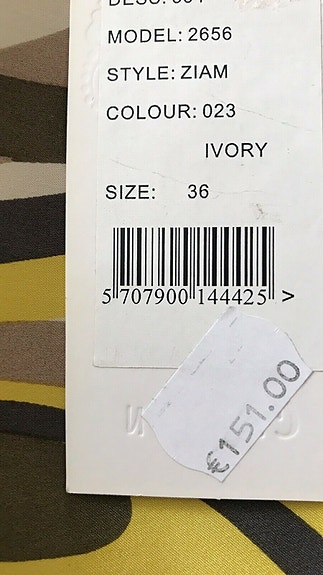 MODEL: 2656
STYLE: ZIAM
COLOUR: 023
IVORY
SIZE: 36
5 707900 144425 >
€151.00